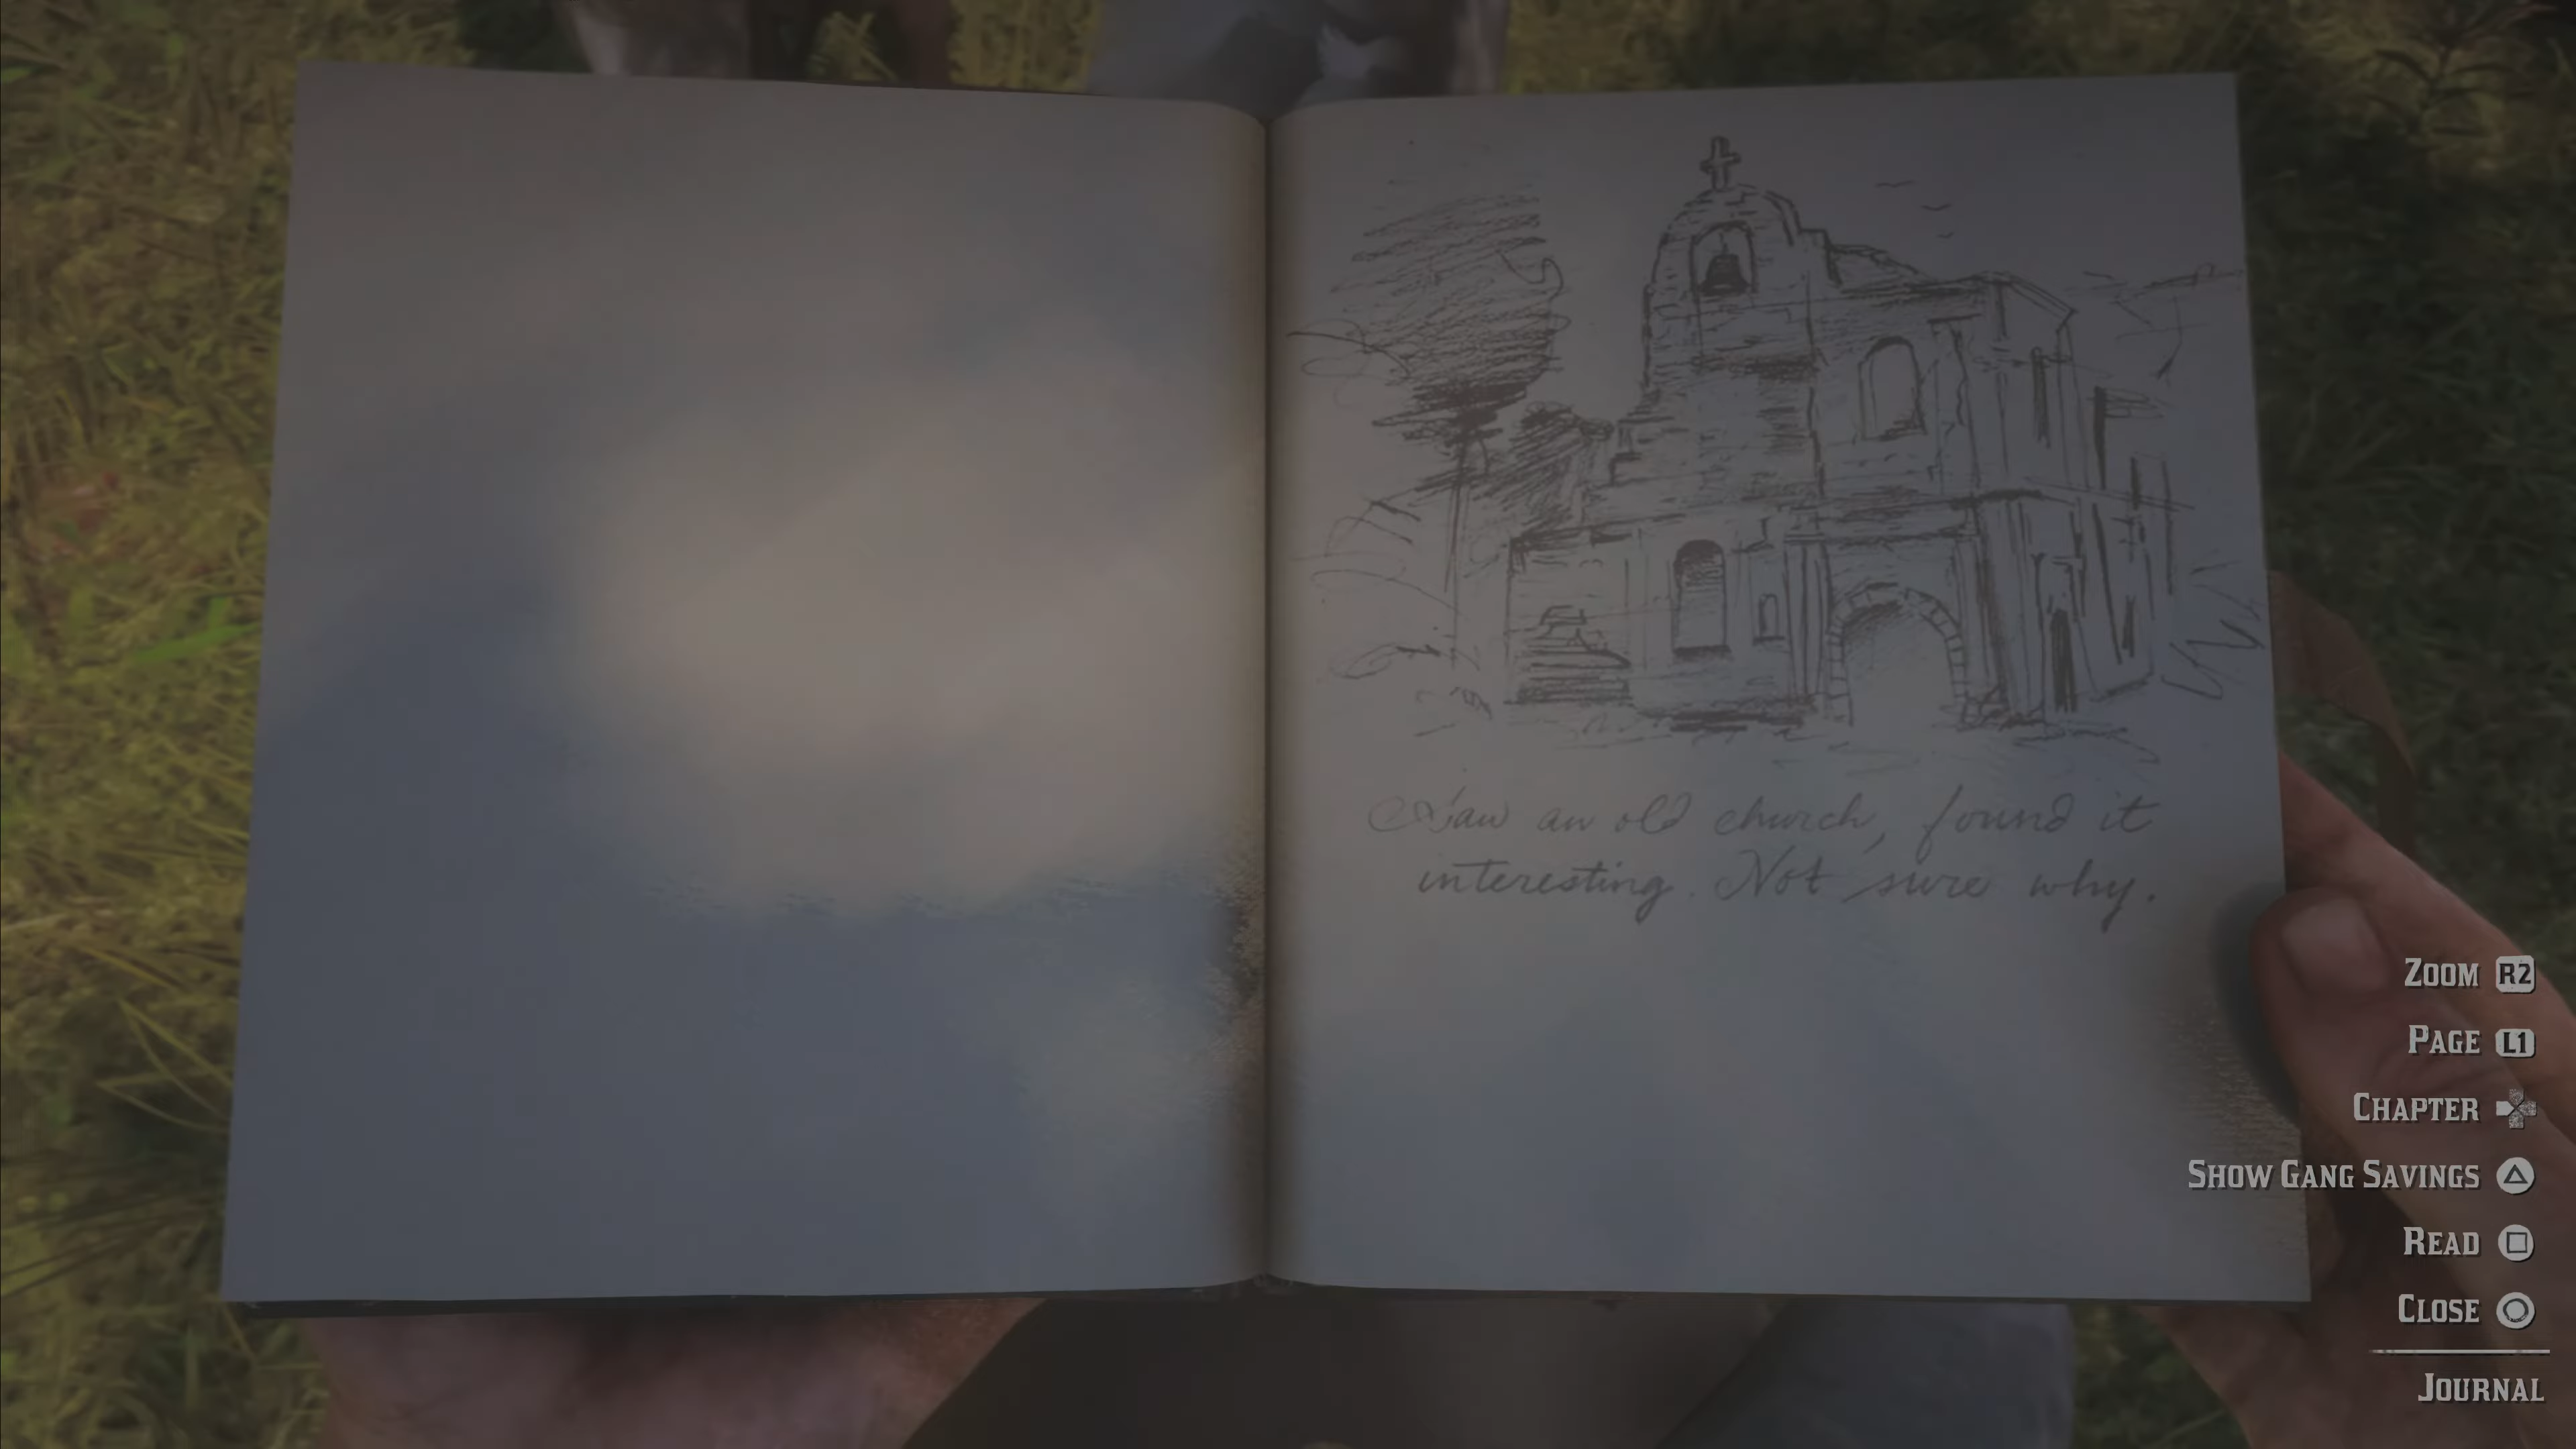 Saw an old church, found it
interesting. Not sure why.
ZOOM R2
PAGE L1
CHAPTER
SHOW GANG SAVINGS
READ
CLOSE
JOURNAL